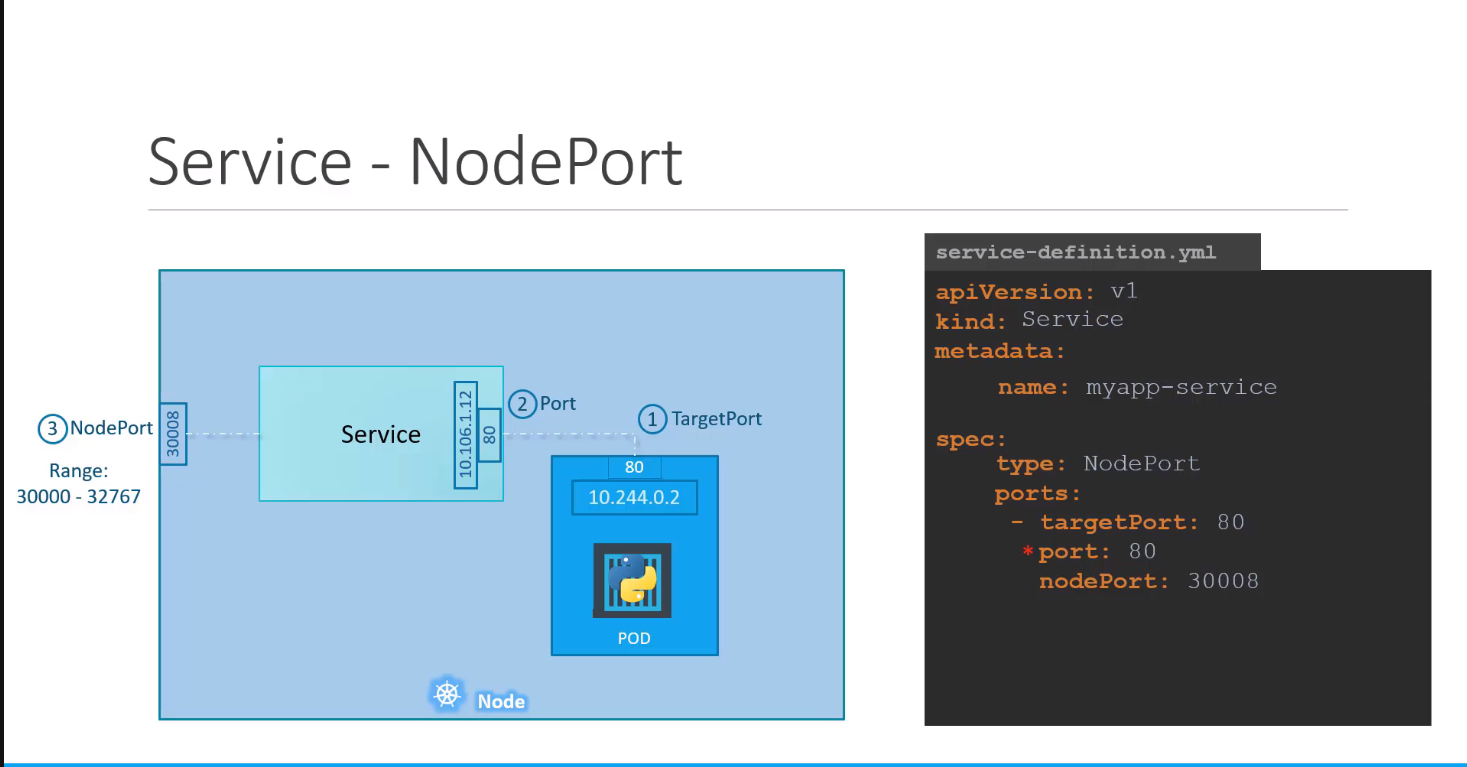 Service - NodePort
3 NodePort
Range:
30000 - 32767
30008
Service
10.106.1.12
80
2 Port
1 TargetPort
80
10.244.0.2
POD
Node
service-definition.yml
apiVersion: v1
kind: Service
metadata:
name: myapp-service
spec:
type: NodePort
ports:
- targetPort: 80
* port: 80
nodePort: 30008